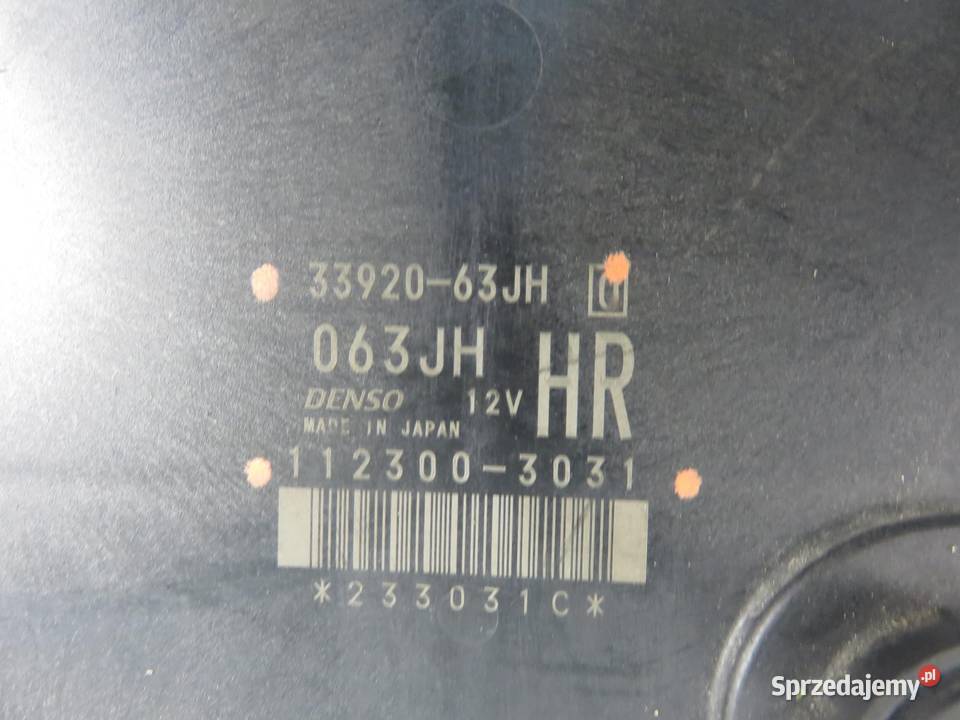 33920-63JH
063JH HR
DENSO 12V
MADE IN JAPAN
112300-3031
*233031C*
Sprzedajemy.pl